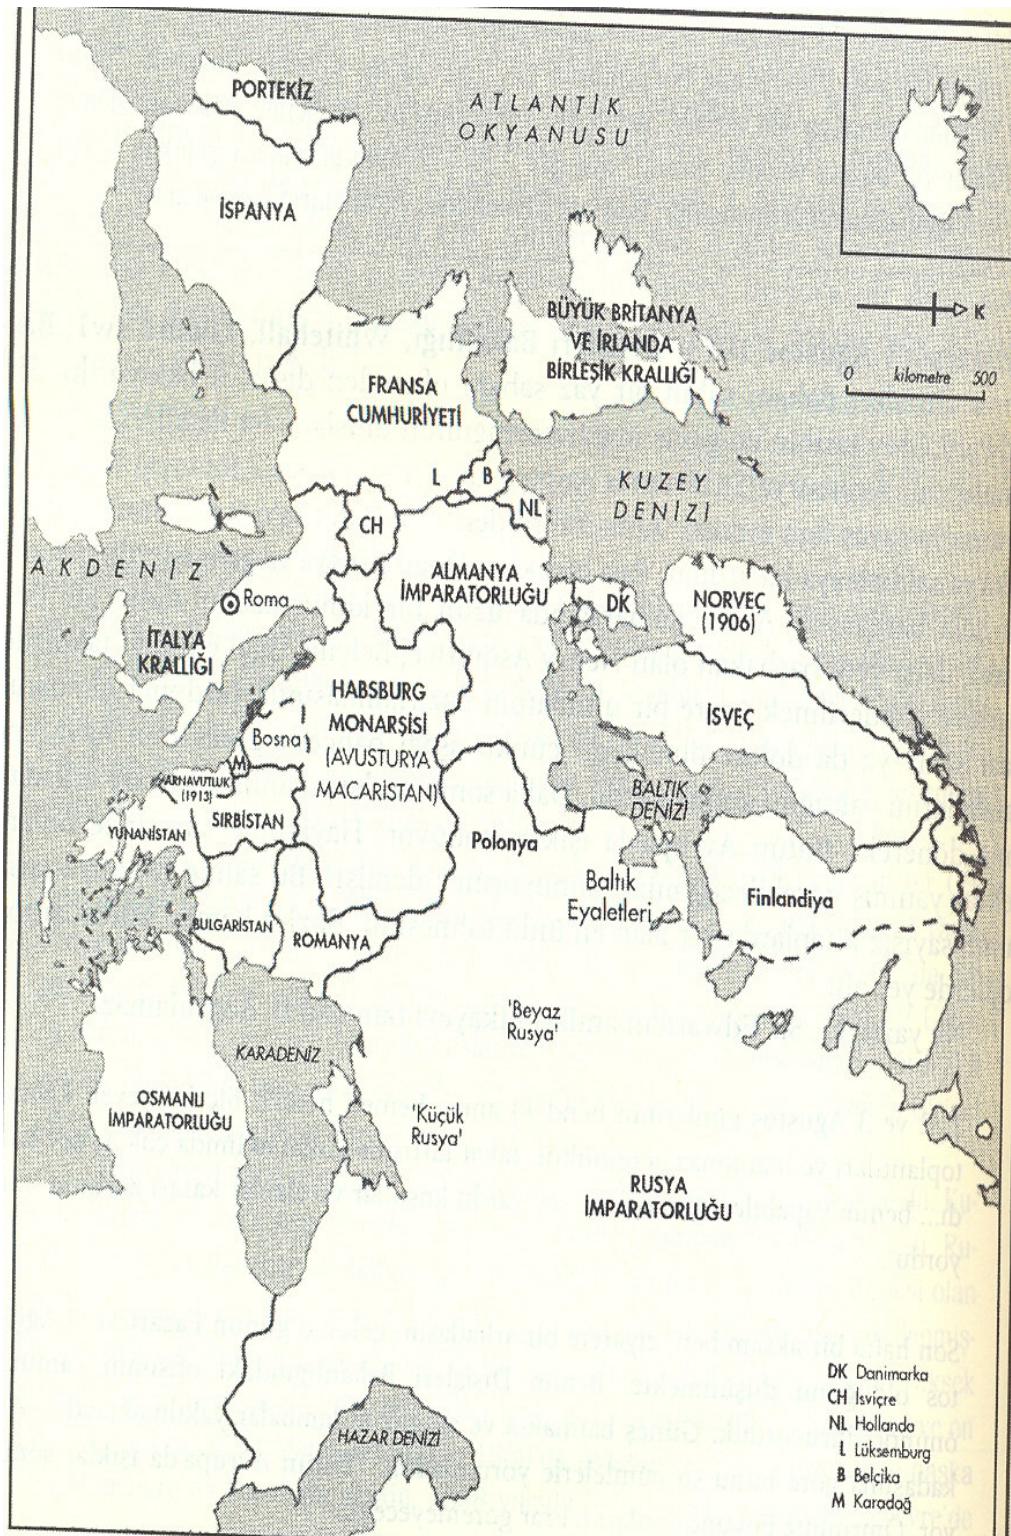 PORTEKİZ
ATLANTİK
OKYANUSU
İSPANYA
BÜYÜK BRİTANYA
VE İRLANDA
BİRLEŞİK KRALLIĞI
K
0 kilometre 500
FRANSA
CUMHURİYETİ
L
B
NL
CH
KUZEY
DENİZİ
AKDENİZ
ALMANYA
İMPARATORLUĞU
DK
NORVEÇ
(1906)
Roma
İTALYA
KRALLIĞI
HABSBURG
MONARŞİSİ
(AVUSTURYA
MACARİSTAN)
İSVEÇ
Bosna
M
ARNAVUTLUK
(1913)
SIRBİSTAN
YUNANİSTAN
BALTIK
DENİZİ
Polonya
Baltık
Eyaletleri
Finlandiya
BULGARİSTAN
ROMANYA
'Beyaz
Rusya'
KARADENİZ
OSMANLI
İMPARATORLUĞU
'Küçük
Rusya'
RUSYA
İMPARATORLUĞU
HAZAR DENİZİ
DK Danimarka
CH İsviçre
NL Hollanda
L Lüksemburg
B Belçika
M Karadağ